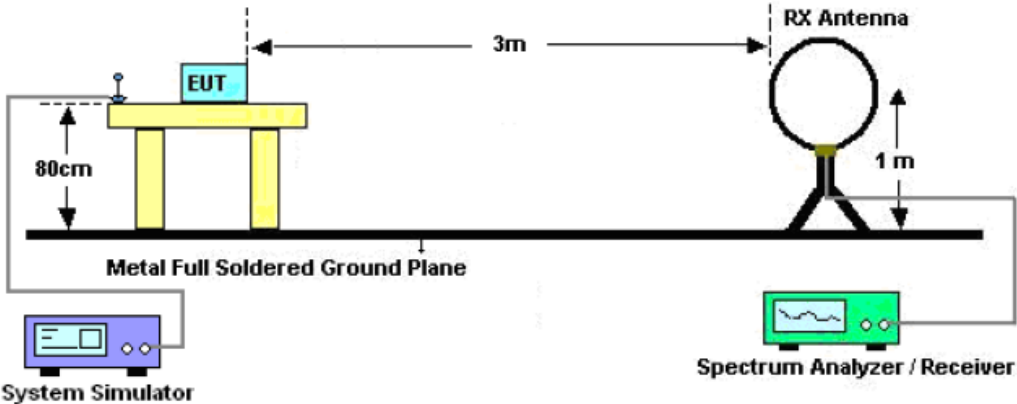 RX Antenna
3m
EUT
80cm
1 m
Metal Full Soldered Ground Plane
System Simulator
Spectrum Analyzer / Receiver